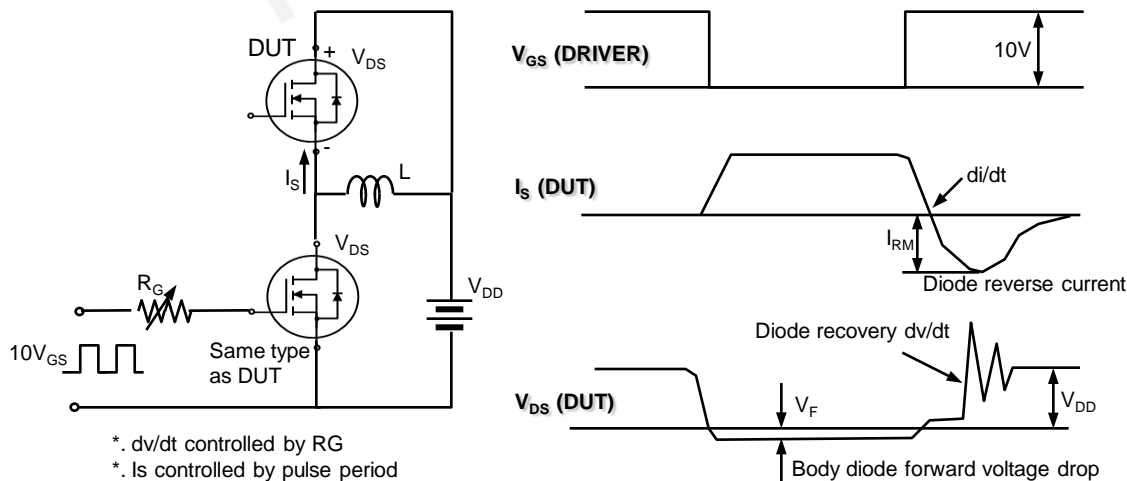 DUT
+
V_DS
-
I_S
L
V_DS
R_G
V_DD
10V_GS
Same type
as DUT
*. dv/dt controlled by RG
*. Is controlled by pulse period
V_GS (DRIVER)
10V
I_S (DUT)
di/dt
I_RM
Diode reverse current
Diode recovery dv/dt
V_DS (DUT)
V_F
V_DD
Body diode forward voltage drop